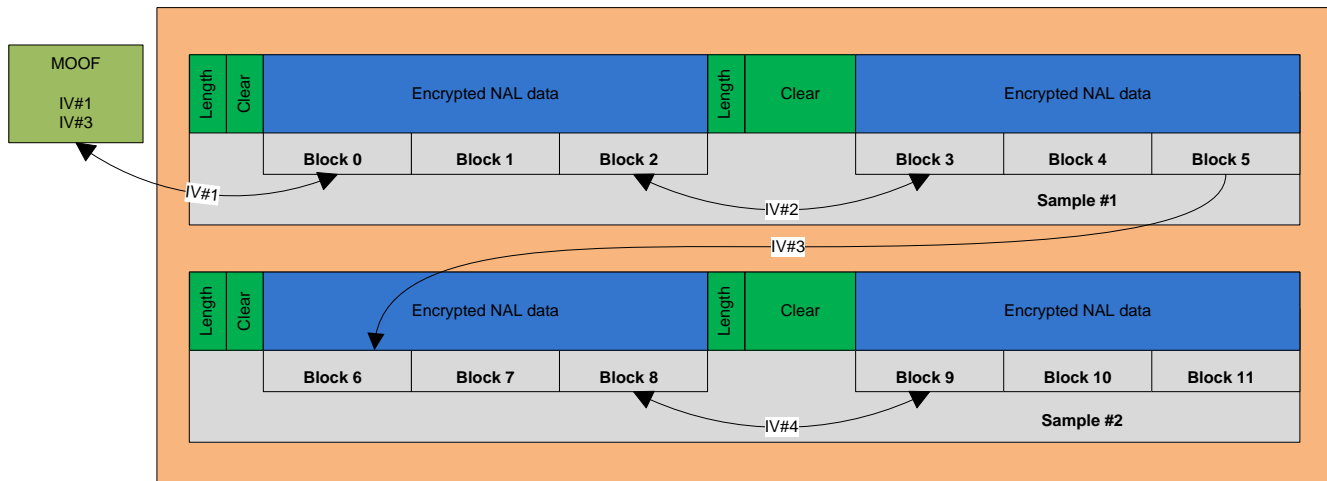 MOOF
IV#1
IV#3
Length
Clear
Encrypted NAL data
Length
Clear
Encrypted NAL data
Block 0
Block 1
Block 2
Block 3
Block 4
Block 5
IV#1
IV#2
Sample #1
IV#3
Length
Clear
Encrypted NAL data
Length
Clear
Encrypted NAL data
Block 6
Block 7
Block 8
Block 9
Block 10
Block 11
IV#4
Sample #2